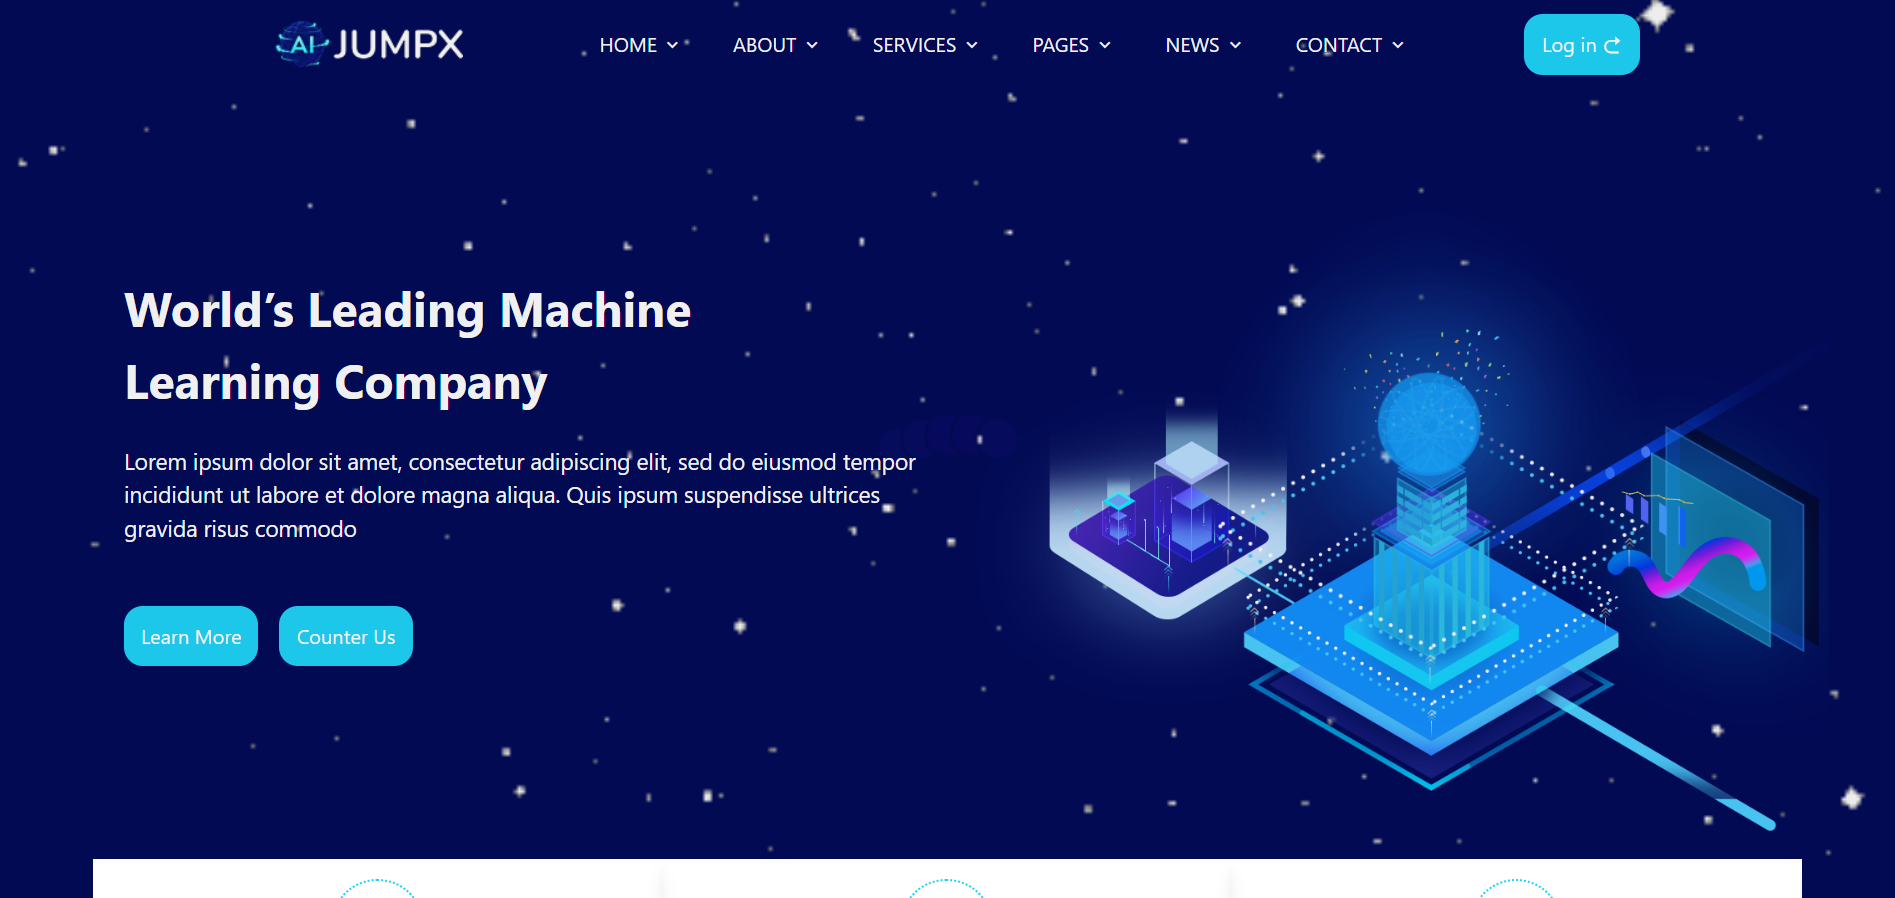 AI JUMPX
HOME ABOUT SERVICES PAGES NEWS CONTACT Log in
World’s Leading Machine
Learning Company
Lorem ipsum dolor sit amet, consectetur adipiscing elit, sed do eiusmod tempor
incididunt ut labore et dolore magna aliqua. Quis ipsum suspendisse ultrices
gravida risus commodo
Learn More Counter Us